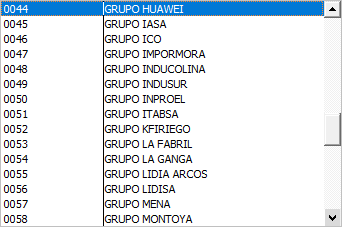 0044 GRUPO HUAWEI
0045 GRUPO IASA
0046 GRUPO ICO
0047 GRUPO IMPORMORA
0048 GRUPO INDUCOLINA
0049 GRUPO INDUSUR
0050 GRUPO INPROEL
0051 GRUPO ITABSA
0052 GRUPO KFIRIEGO
0053 GRUPO LA FABRIL
0054 GRUPO LA GANGA
0055 GRUPO LIDIA ARCOS
0056 GRUPO LIDISA
0057 GRUPO MENA
0058 GRUPO MONTOYA